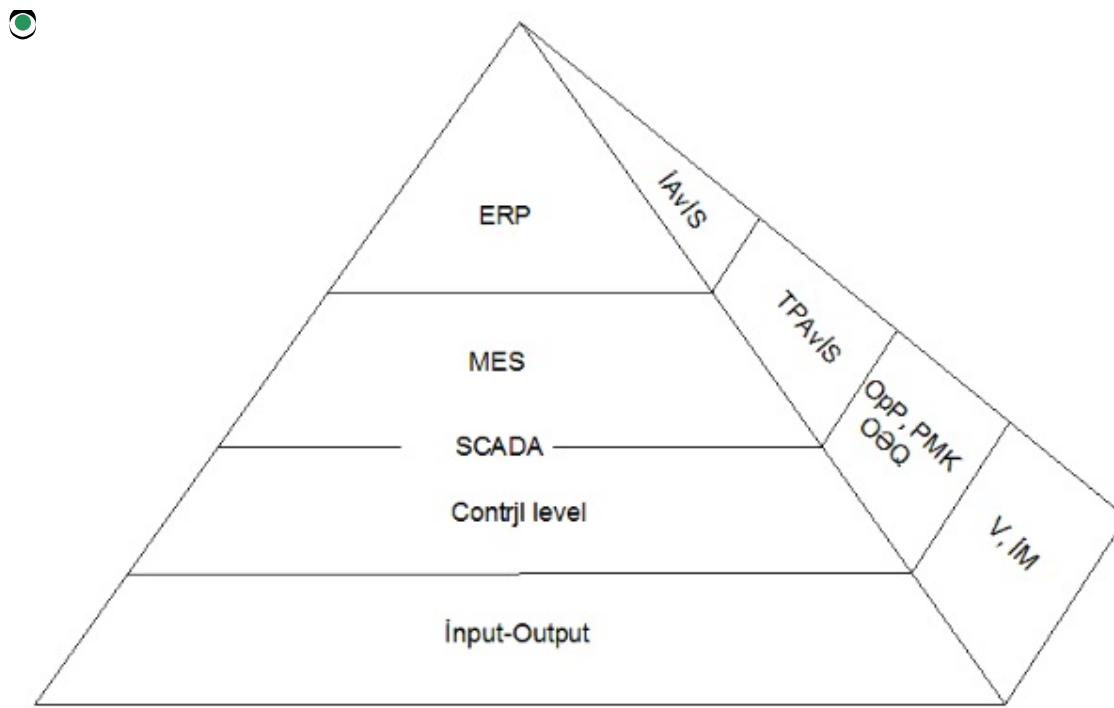 ERP
İAvİS
MES
TPAvİS
SCADA
OpP, PMK
OƏQ
Contrjl level
V, İM
İnput-Output